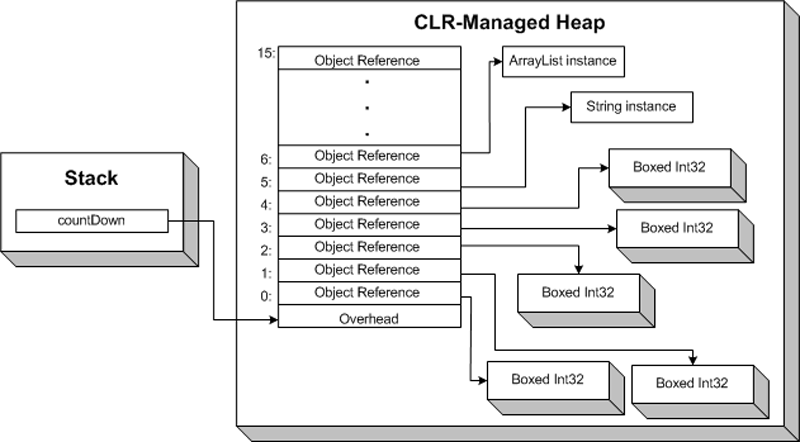 CLR-Managed Heap
15:
Object Reference
ArrayList instance
.
.
.
String instance
6:
Object Reference
5:
Object Reference
Boxed Int32
4:
Object Reference
3:
Object Reference
Boxed Int32
2:
Object Reference
1:
Object Reference
Boxed Int32
0:
Object Reference
Overhead
Boxed Int32
Boxed Int32
Stack
countDown